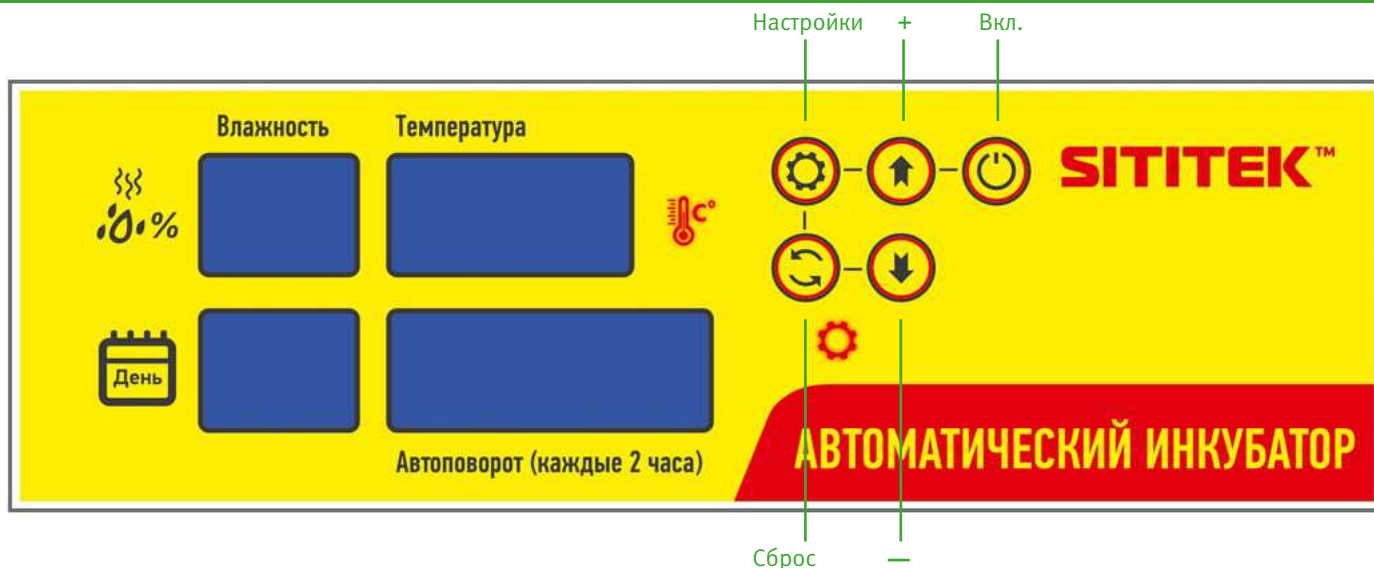 Настройки + Вкл.
Влажность Температура
SITITEK™
%
C°
День
Автоповорот (каждые 2 часа)
АВТОМАТИЧЕСКИЙ ИНКУБАТОР
Сброс —